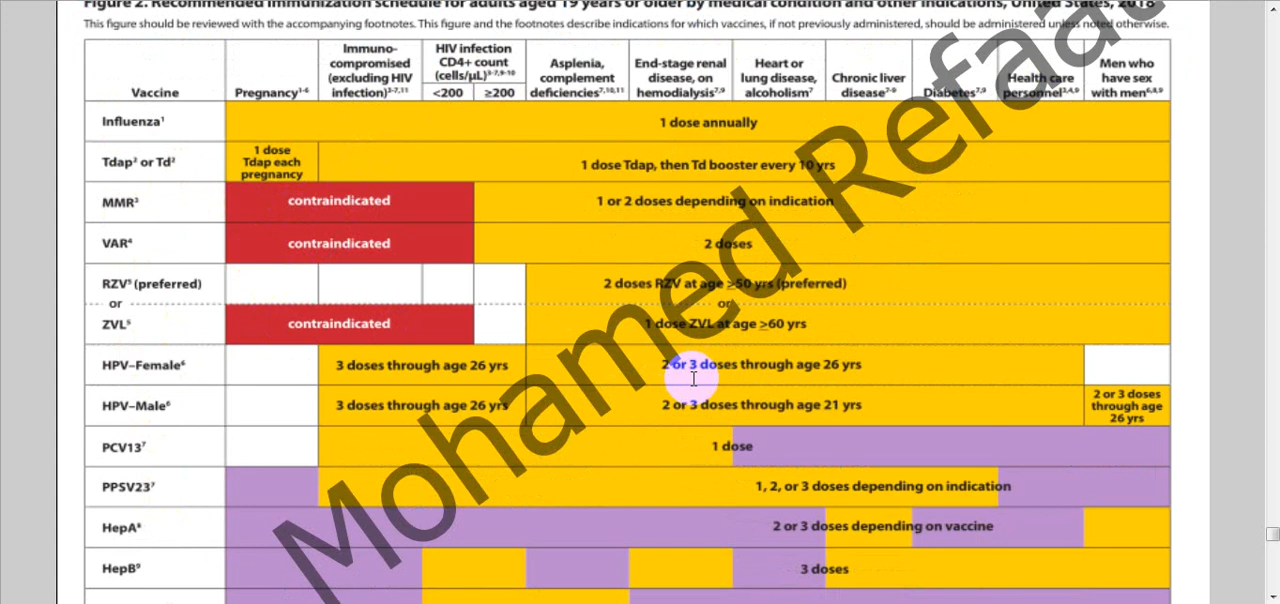 Figure 2. Recommended immunization schedule for adults aged 19 years or older by medical condition and other indications, United States, 2018
This figure should be reviewed with the accompanying footnotes. This figure and the footnotes describe indications for which vaccines, if not previously administered, should be administered unless noted otherwise.
Vaccine
Pregnancy¹⁻⁶
Immuno-
compromised
(excluding HIV
infection)³⁻⁷,¹¹
HIV infection
CD4+ count
(cells/μL)³⁻⁷,⁹⁻¹⁰
<200
≥200
Asplenia,
complement
deficiencies⁷,¹⁰,¹¹
End-stage renal
disease, on
hemodialysis⁷,⁹
Heart or
lung disease,
alcoholism⁷
Chronic liver
disease⁷⁻⁹
Diabetes⁷,⁹
Health care
personnel³,⁴,⁹
Men who
have sex
with men⁶,⁸,⁹
Influenza¹
1 dose annually
Tdap² or Td²
1 dose
Tdap each
pregnancy
1 dose Tdap, then Td booster every 10 yrs
MMR³
contraindicated
1 or 2 doses depending on indication
VAR⁴
contraindicated
2 doses
RZV⁵ (preferred)
2 doses RZV at age ≥50 yrs (preferred)
or
or
ZVL⁵
contraindicated
1 dose ZVL at age ≥60 yrs
HPV–Female⁶
3 doses through age 26 yrs
2 or 3 doses through age 26 yrs
HPV–Male⁶
3 doses through age 26 yrs
2 or 3 doses through age 21 yrs
2 or 3 doses
through age
26 yrs
PCV13⁷
1 dose
PPSV23⁷
1, 2, or 3 doses depending on indication
HepA⁸
2 or 3 doses depending on vaccine
HepB⁹
3 doses
Mohamed Refaat